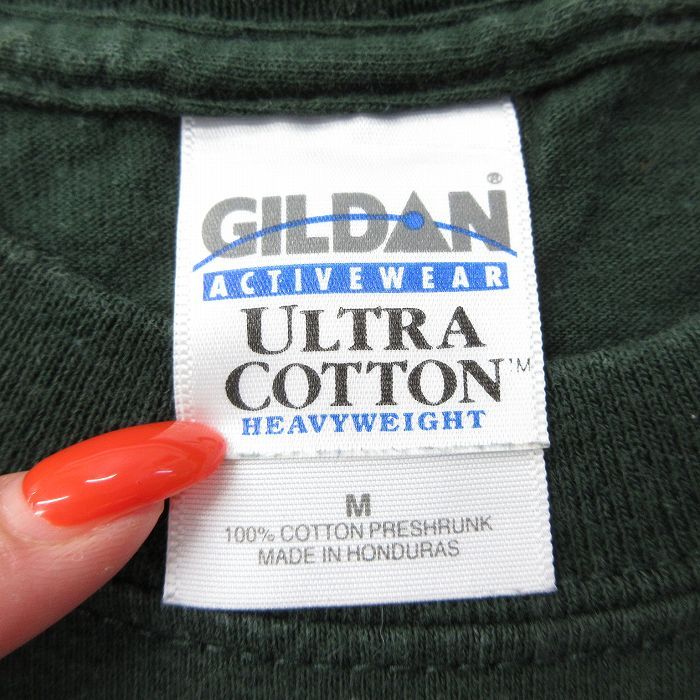 GILDAN®
ACTIVEWEAR
ULTRA
COTTON™
HEAVYWEIGHT
M
100% COTTON PRESHRUNK
MADE IN HONDURAS